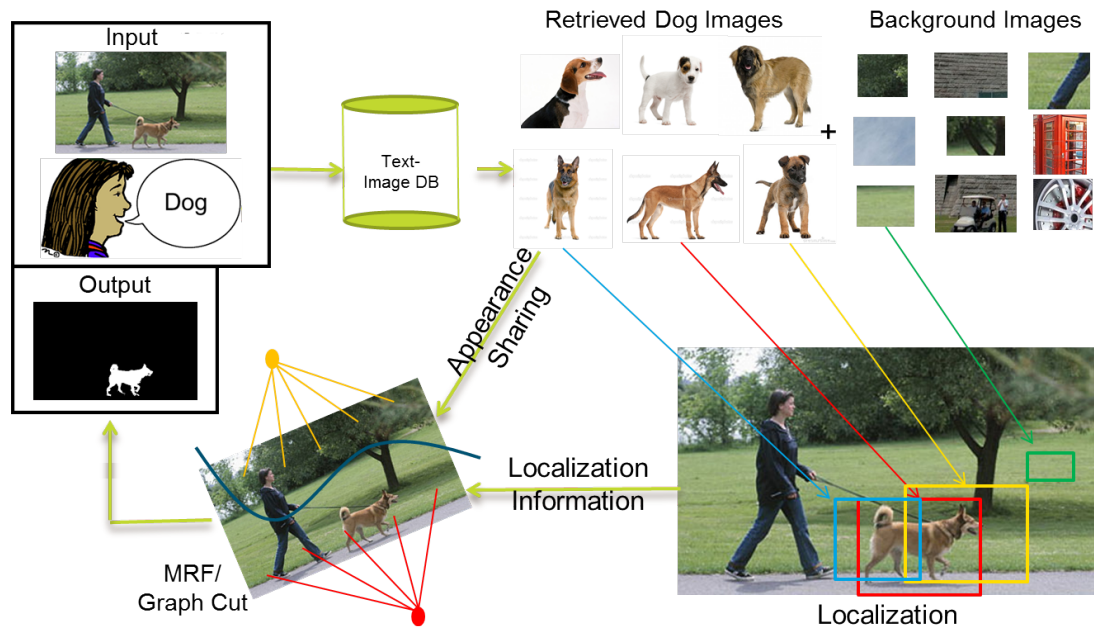 Input
Dog
Text-
Image DB
Retrieved Dog Images
+
Background Images
Output
Appearance
Sharing
Localization
Information
MRF/
Graph Cut
Localization